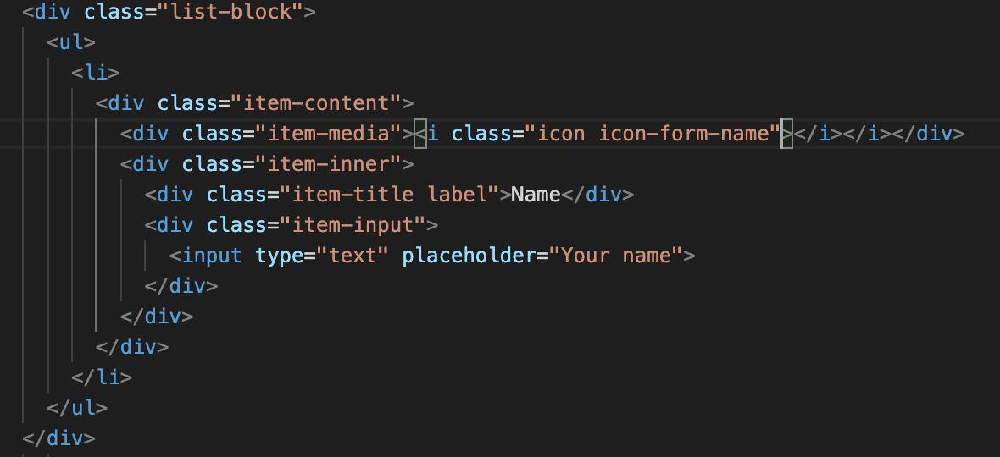 <div class="list-block">
<ul>
<li>
<div class="item-content">
<div class="item-media"><i class="icon icon-form-name"></i></i></div>
<div class="item-inner">
<div class="item-title label">Name</div>
<div class="item-input">
<input type="text" placeholder="Your name">
</div>
</div>
</div>
</li>
</ul>
</div>